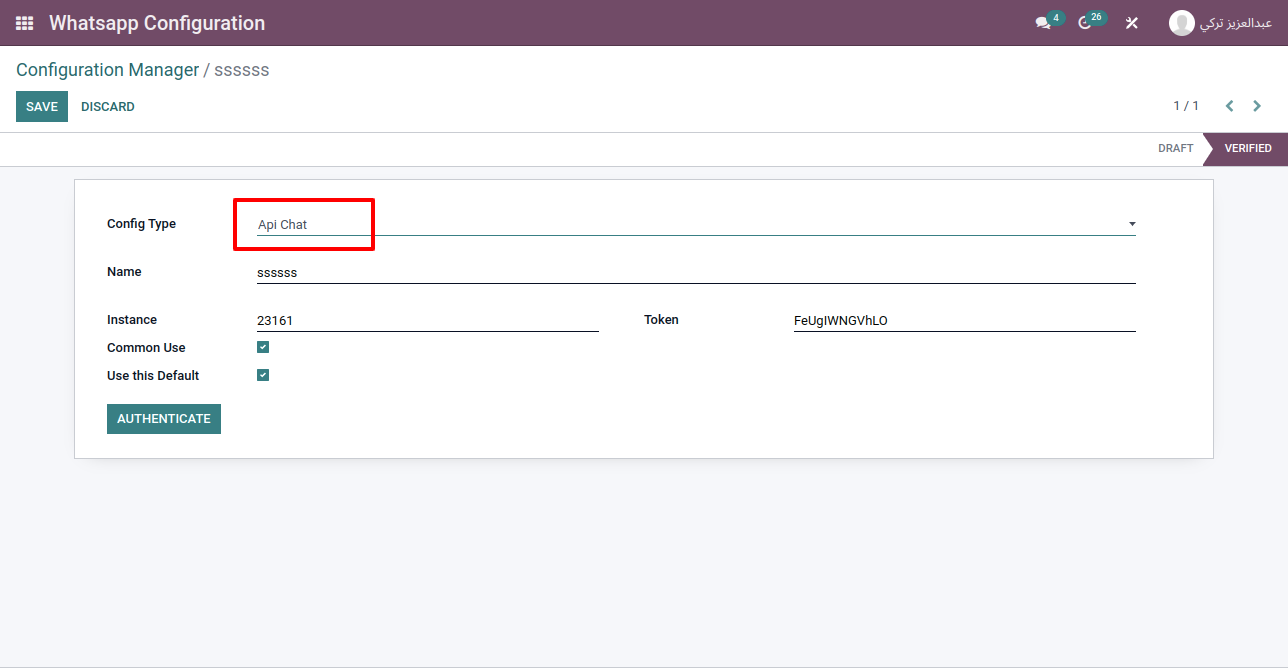 Whatsapp Configuration
4
26
عبدالعزيز تركي
Configuration Manager / ssssss
SAVE DISCARD
1 / 1
DRAFT VERIFIED
Config Type Api Chat
Name ssssss
Instance 23161 Token FeUgIWNGVhLO
Common Use
Use this Default
AUTHENTICATE